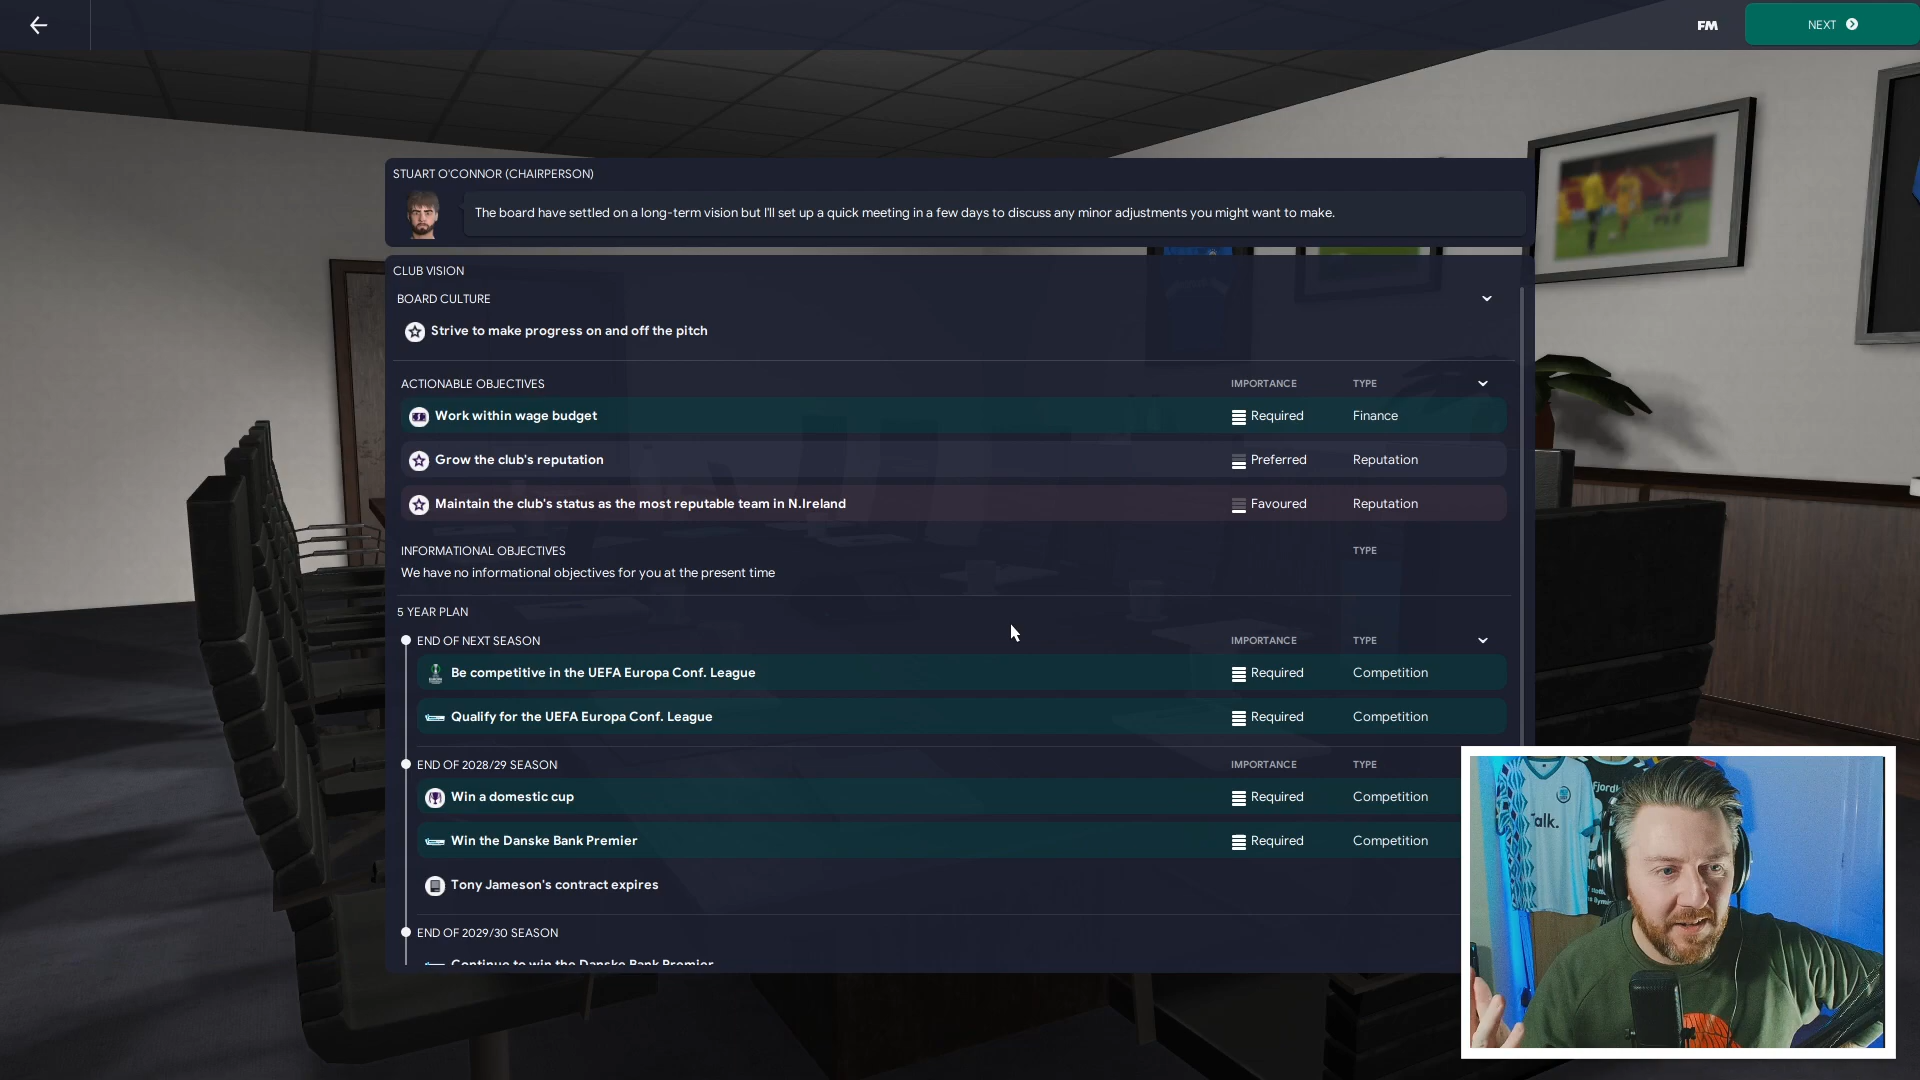 FM
NEXT
STUART O'CONNOR (CHAIRPERSON)
The board have settled on a long-term vision but I'll set up a quick meeting in a few days to discuss any minor adjustments you might want to make.
CLUB VISION
BOARD CULTURE
Strive to make progress on and off the pitch
ACTIONABLE OBJECTIVES IMPORTANCE TYPE
Work within wage budget Required Finance
Grow the club's reputation Preferred Reputation
Maintain the club's status as the most reputable team in N.Ireland Favoured Reputation
INFORMATIONAL OBJECTIVES TYPE
We have no informational objectives for you at the present time
5 YEAR PLAN
END OF NEXT SEASON IMPORTANCE TYPE
Be competitive in the UEFA Europa Conf. League Required Competition
Qualify for the UEFA Europa Conf. League Required Competition
END OF 2028/29 SEASON IMPORTANCE TYPE
Win a domestic cup Required Competition
Win the Danske Bank Premier Required Competition
Tony Jameson's contract expires
END OF 2029/30 SEASON
Continue to win the Danske Bank Premier